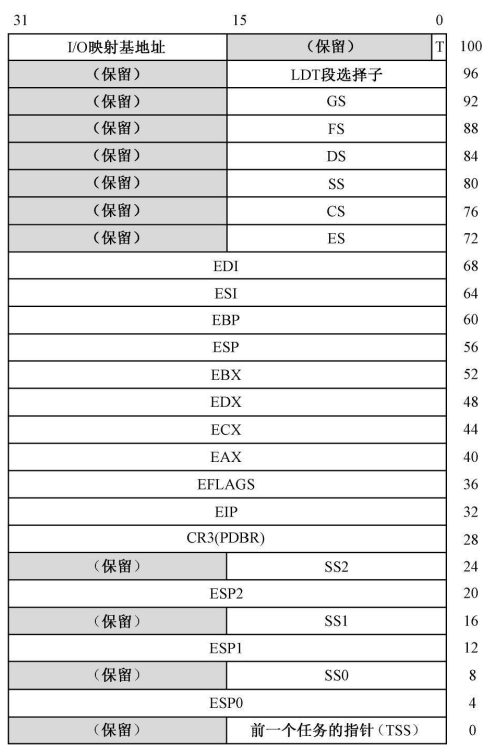 31 15 0
I/O映射基地址 （保留） T 100
（保留） LDT段选择子 96
（保留） GS 92
（保留） FS 88
（保留） DS 84
（保留） SS 80
（保留） CS 76
（保留） ES 72
EDI 68
ESI 64
EBP 60
ESP 56
EBX 52
EDX 48
ECX 44
EAX 40
EFLAGS 36
EIP 32
CR3(PDBR) 28
（保留） SS2 24
ESP2 20
（保留） SS1 16
ESP1 12
（保留） SS0 8
ESP0 4
（保留） 前一个任务的指针（TSS） 0